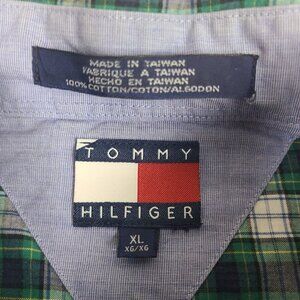 MADE IN TAIWAN
FABRIQUE A TAIWAN
HECHO EN TAIWAN
100% COTTON/COTON/ALGODON
TOMMY
HILFIGER
XL
XG/XG